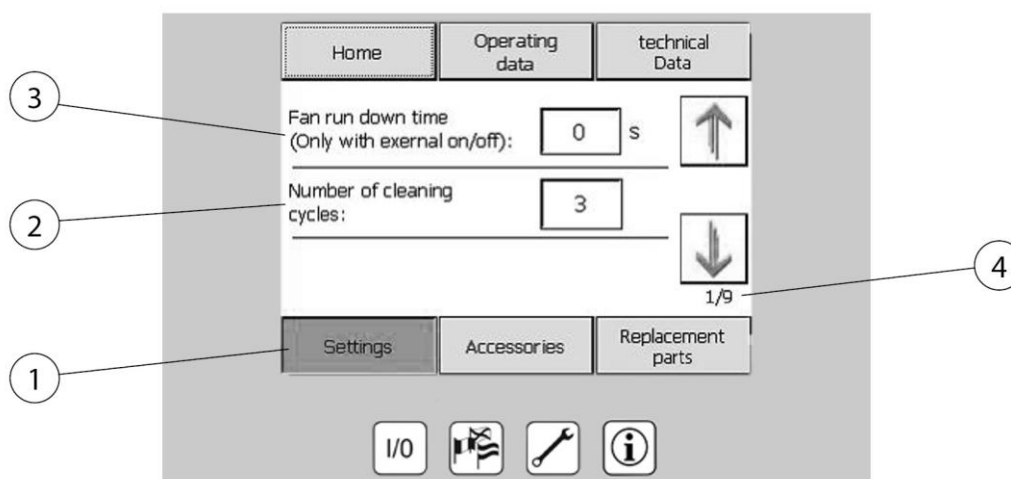 Home
Operating
data
technical
Data
3
Fan run down time
(Only with exernal on/off):
0
s
2
Number of cleaning
cycles:
3
4
1/9
1
Settings
Accessories
Replacement
parts
I/0
i